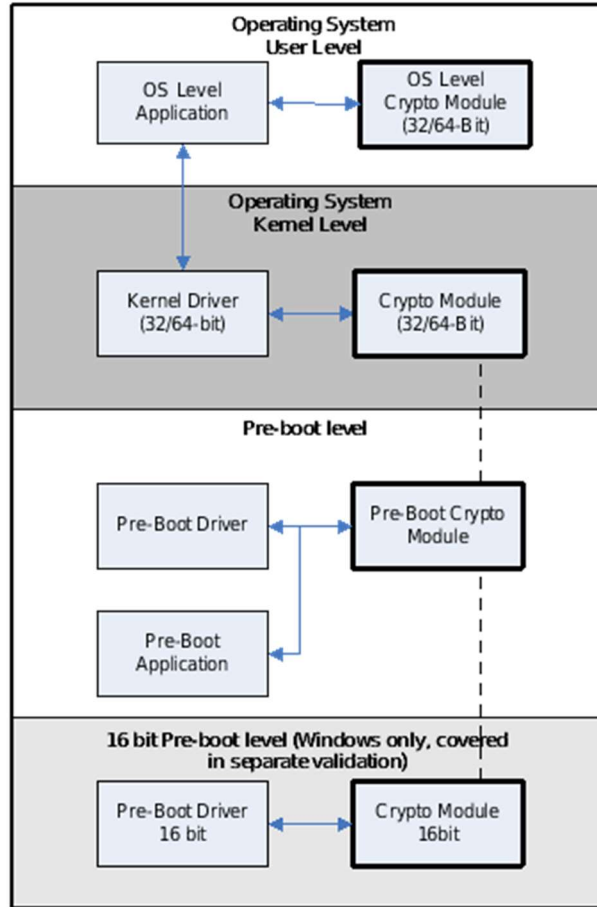 Operating System
User Level
OS Level
Application
OS Level
Crypto Module
(32/64-Bit)
Operating System
Kernel Level
Kernel Driver
(32/64-bit)
Crypto Module
(32/64-Bit)
Pre-boot level
Pre-Boot Driver
Pre-Boot Crypto
Module
Pre-Boot
Application
16 bit Pre-boot level (Windows only, covered
in separate validation)
Pre-Boot Driver
16 bit
Crypto Module
16bit